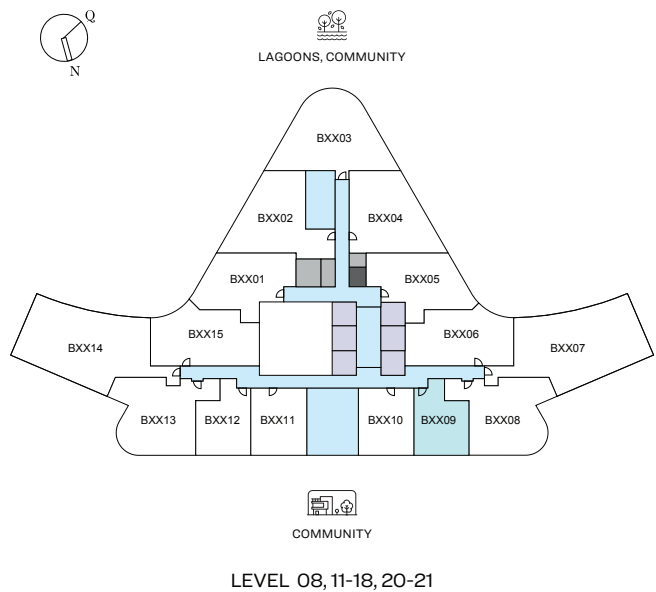 Q
N
LAGOONS, COMMUNITY
BXX03
BXX02
BXX04
BXX01
BXX05
BXX15
BXX06
BXX14
BXX07
BXX13
BXX12
BXX11
BXX10
BXX09
BXX08
COMMUNITY
LEVEL 08, 11-18, 20-21